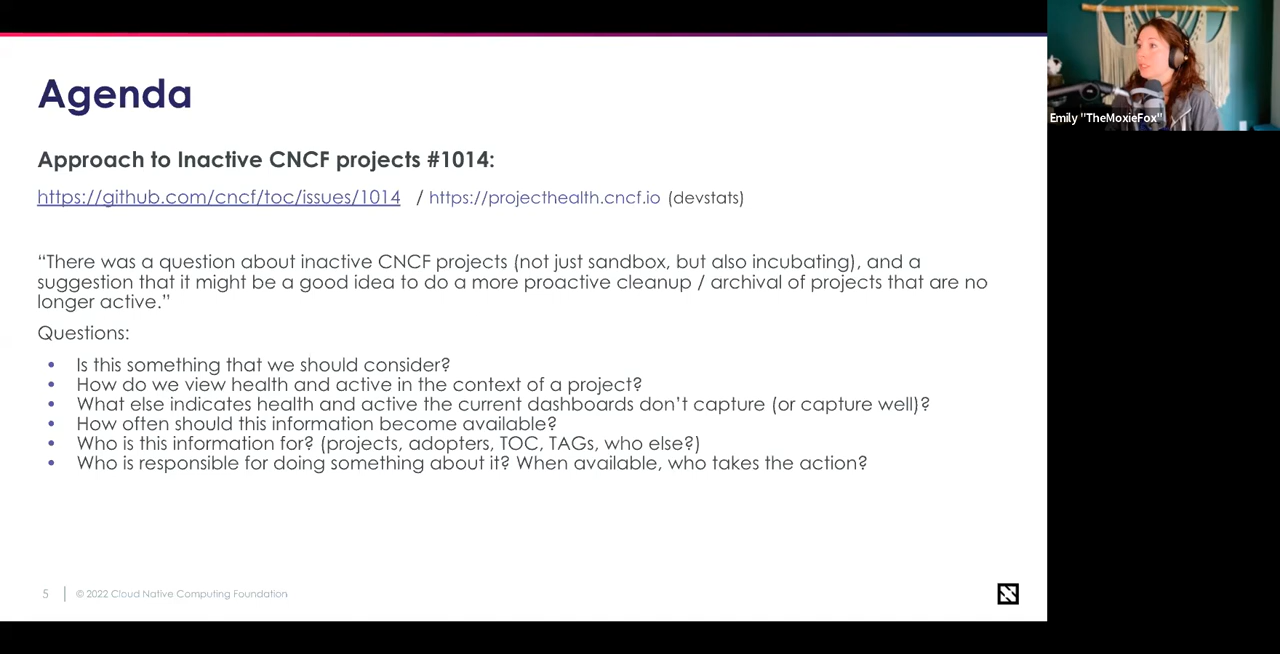 Agenda
Approach to Inactive CNCF projects #1014:
https://github.com/cncf/toc/issues/1014 / https://projecthealth.cncf.io (devstats)
“There was a question about inactive CNCF projects (not just sandbox, but also incubating), and a
suggestion that it might be a good idea to do a more proactive cleanup / archival of projects that are no
longer active.”
Questions:
• Is this something that we should consider?
• How do we view health and active in the context of a project?
• What else indicates health and active the current dashboards don’t capture (or capture well)?
• How often should this information become available?
• Who is this information for? (projects, adopters, TOC, TAGs, who else?)
• Who is responsible for doing something about it? When available, who takes the action?
5 | © 2022 Cloud Native Computing Foundation
Emily "TheMoxieFox"